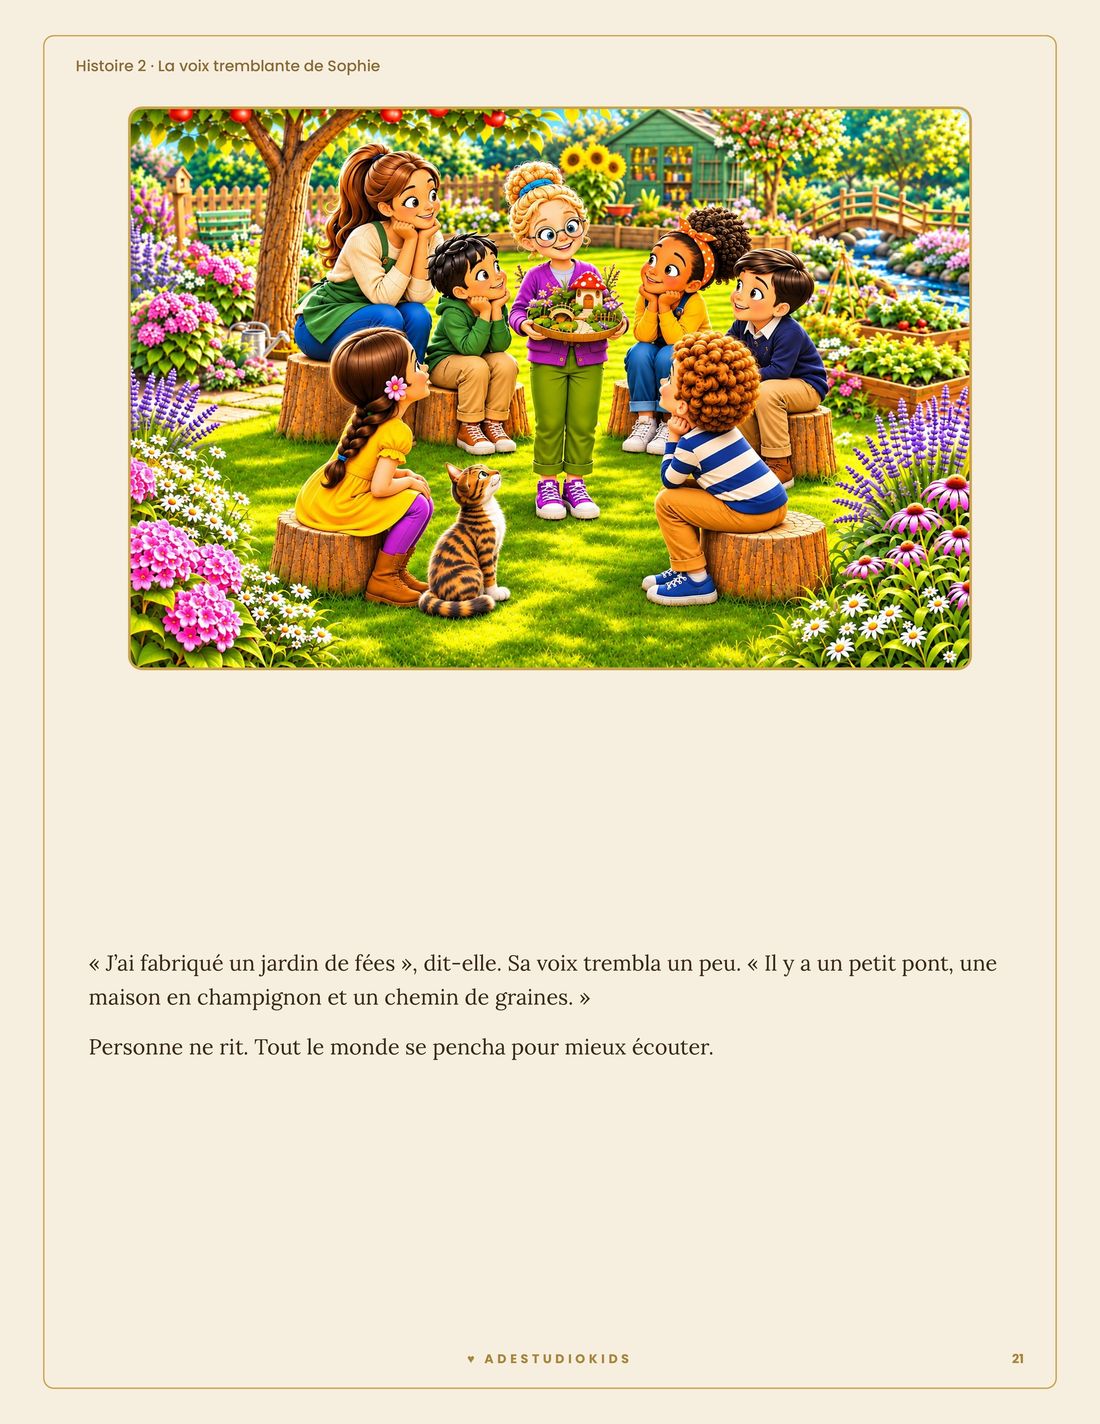 Histoire 2 · La voix tremblante de Sophie
« J’ai fabriqué un jardin de fées », dit-elle. Sa voix trembla un peu. « Il y a un petit pont, une
maison en champignon et un chemin de graines. »
Personne ne rit. Tout le monde se pencha pour mieux écouter.
♥ ADESTUDIOKIDS
21